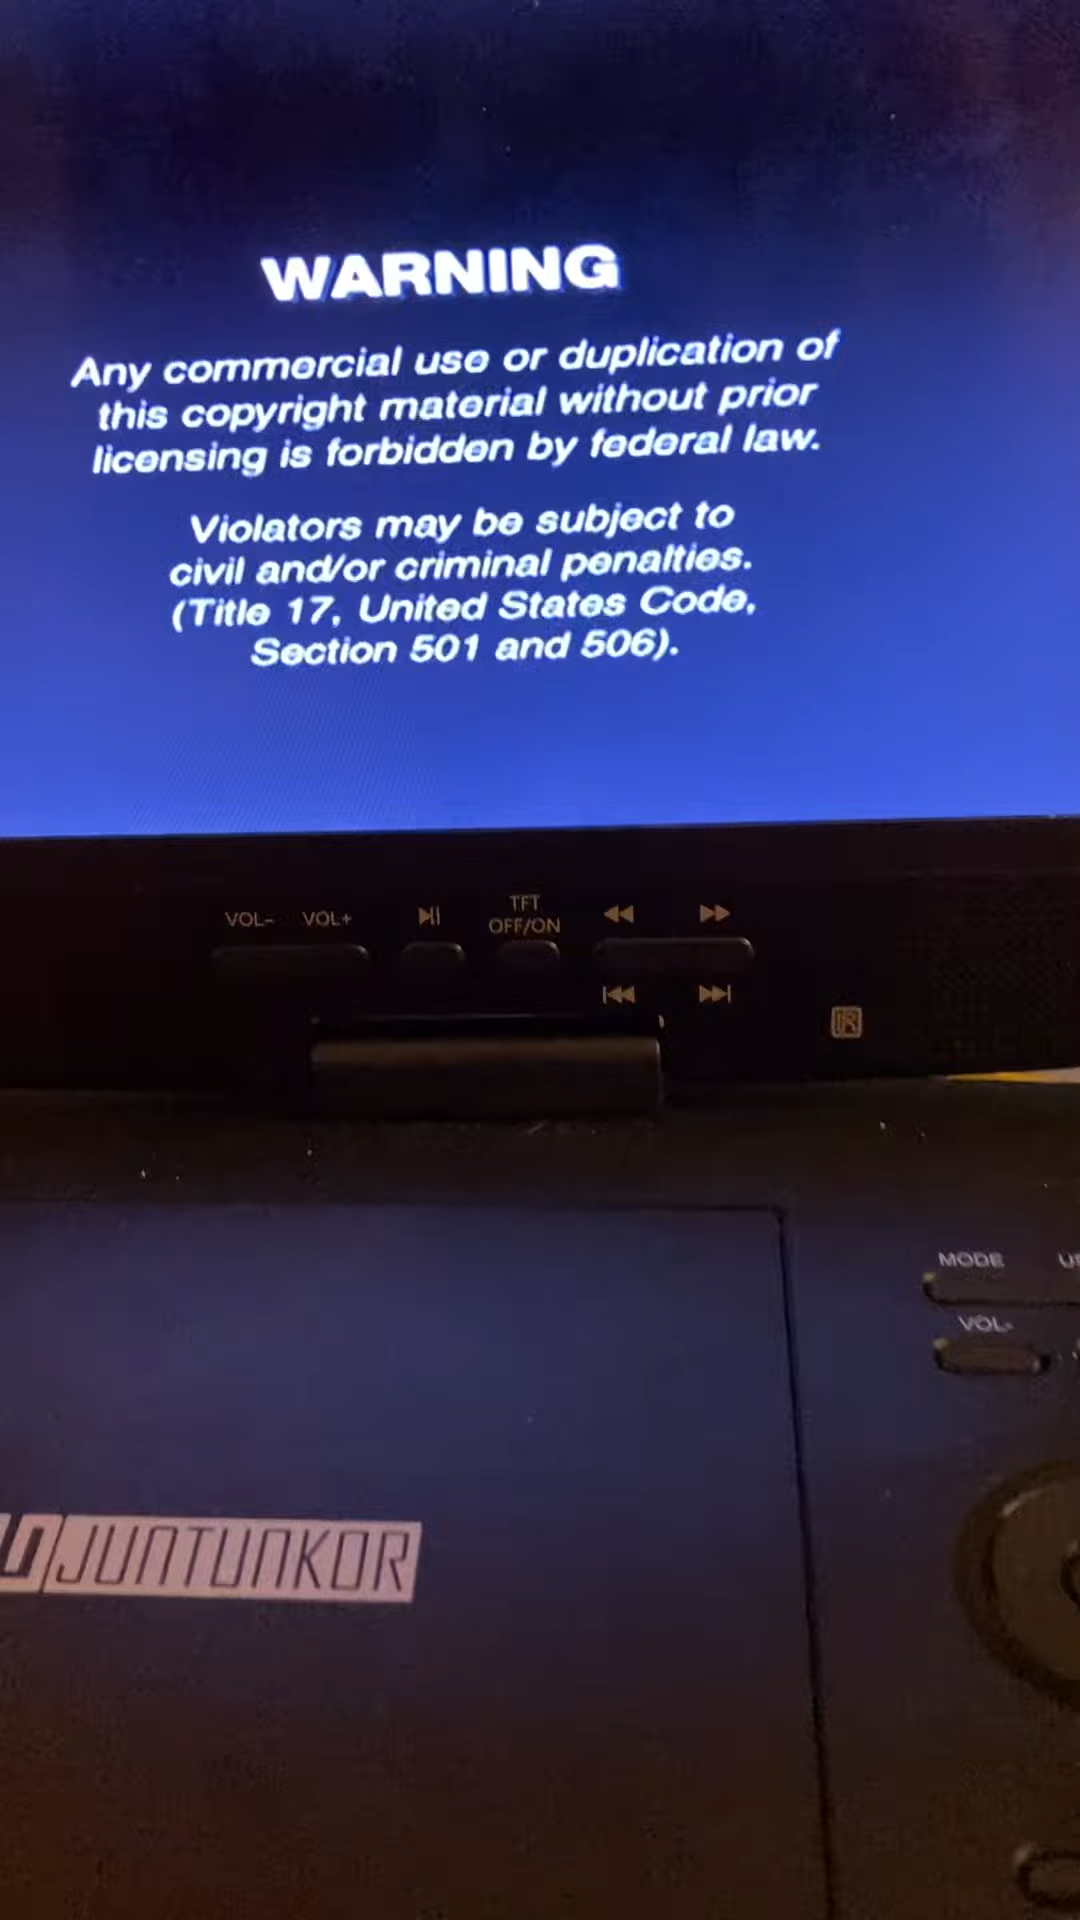 WARNING
Any commercial use or duplication of
this copyright material without prior
licensing is forbidden by federal law.
Violators may be subject to
civil and/or criminal penalties.
(Title 17, United States Code,
Section 501 and 506).
VOL- VOL+
TFT
OFF/ON
IR
MODE
VOL-
JUNTUNKOR